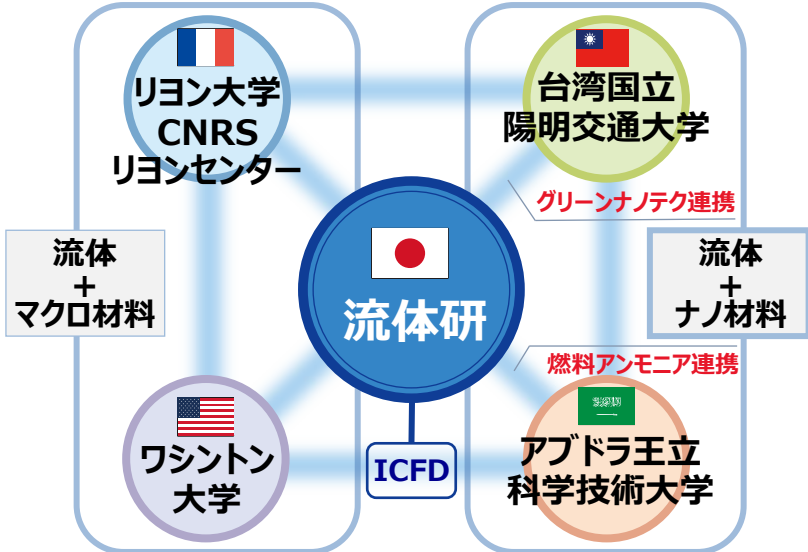 リヨン大学
CNRS
リヨンセンター
台湾国立
陽明交通大学
グリーンナノテク連携
流体
+
マクロ材料
流体研
流体
+
ナノ材料
燃料アンモニア連携
ワシントン
大学
ICFD
アブドラ王立
科学技術大学